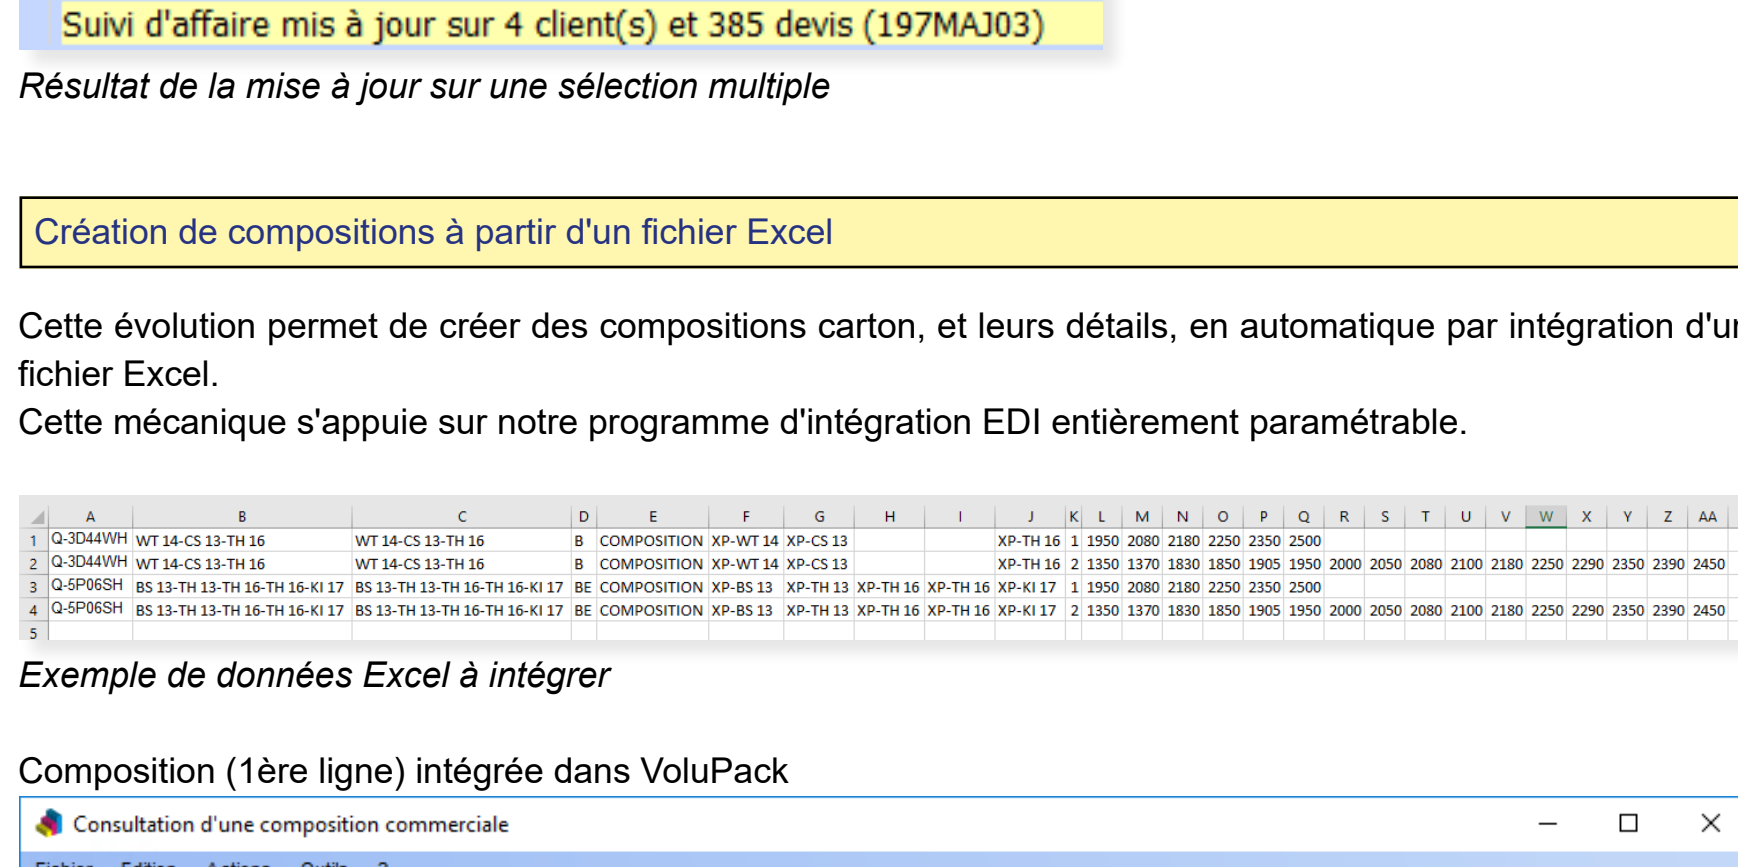 Suivi d'affaire mis à jour sur 4 client(s) et 385 devis (197MAJ03)
Résultat de la mise à jour sur une sélection multiple
Création de compositions à partir d'un fichier Excel
Cette évolution permet de créer des compositions carton, et leurs détails, en automatique par intégration d'un
fichier Excel.
Cette mécanique s'appuie sur notre programme d'intégration EDI entièrement paramétrable.
A B C D E F G H I J K L M N O P Q R S T U V W X Y Z AA
1 Q-3D44WH WT 14-CS 13-TH 16 WT 14-CS 13-TH 16 B COMPOSITION XP-WT 14 XP-CS 13 XP-TH 16 1 1950 2080 2180 2250 2350 2500
2 Q-3D44WH WT 14-CS 13-TH 16 WT 14-CS 13-TH 16 B COMPOSITION XP-WT 14 XP-CS 13 XP-TH 16 2 1350 1370 1830 1850 1905 1950 2000 2050 2080 2100 2180 2250 2290 2350 2390 2450
3 Q-5P06SH BS 13-TH 13-TH 16-TH 16-KI 17 BS 13-TH 13-TH 16-TH 16-KI 17 BE COMPOSITION XP-BS 13 XP-TH 13 XP-TH 16 XP-TH 16 XP-KI 17 1 1950 2080 2180 2250 2350 2500
4 Q-5P06SH BS 13-TH 13-TH 16-TH 16-KI 17 BS 13-TH 13-TH 16-TH 16-KI 17 BE COMPOSITION XP-BS 13 XP-TH 13 XP-TH 16 XP-TH 16 XP-KI 17 2 1350 1370 1830 1850 1905 1950 2000 2050 2080 2100 2180 2250 2290 2350 2390 2450
5
Exemple de données Excel à intégrer
Composition (1ère ligne) intégrée dans VoluPack
Consultation d'une composition commerciale
Fichier Edition Actions Outils ?